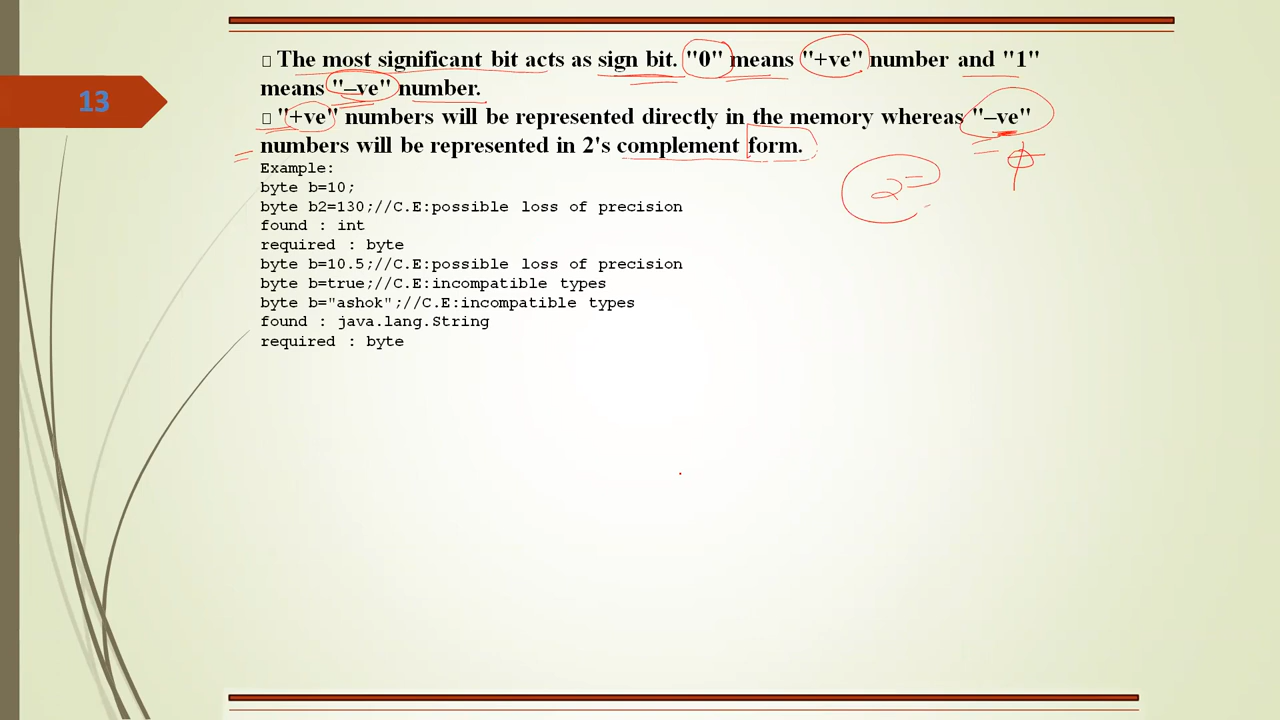 13
The most significant bit acts as sign bit. "0" means "+ve" number and "1"
means "–ve" number.
"+ve" numbers will be represented directly in the memory whereas "–ve"
numbers will be represented in 2's complement form.
Example:
byte b=10;
byte b2=130;//C.E:possible loss of precision
found : int
required : byte
byte b=10.5;//C.E:possible loss of precision
byte b=true;//C.E:incompatible types
byte b="ashok";//C.E:incompatible types
found : java.lang.String
required : byte